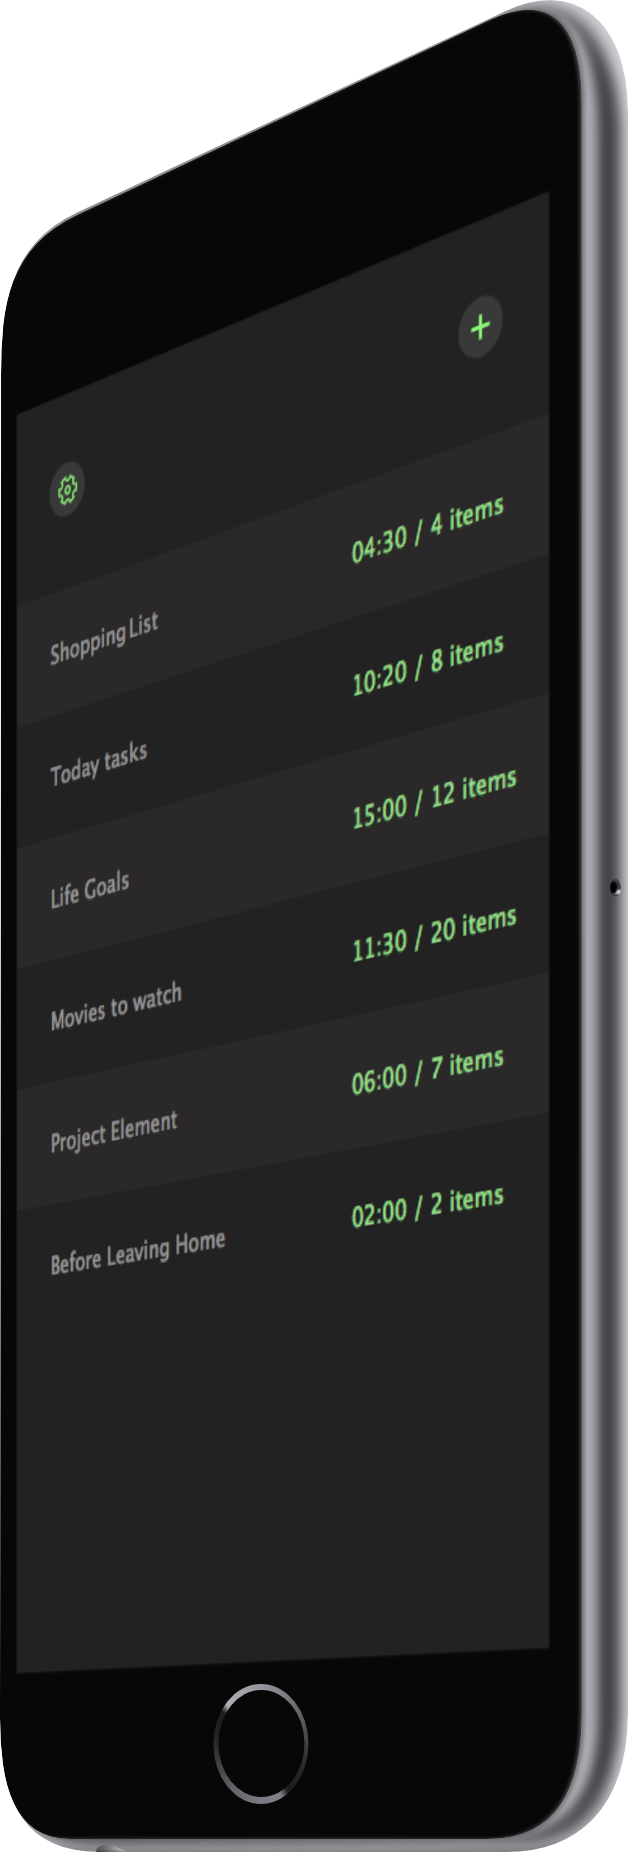 +
Shopping List 04:30 / 4 items
Today tasks 10:20 / 8 items
Life Goals 15:00 / 12 items
Movies to watch 11:30 / 20 items
Project Element 06:00 / 7 items
Before Leaving Home 02:00 / 2 items